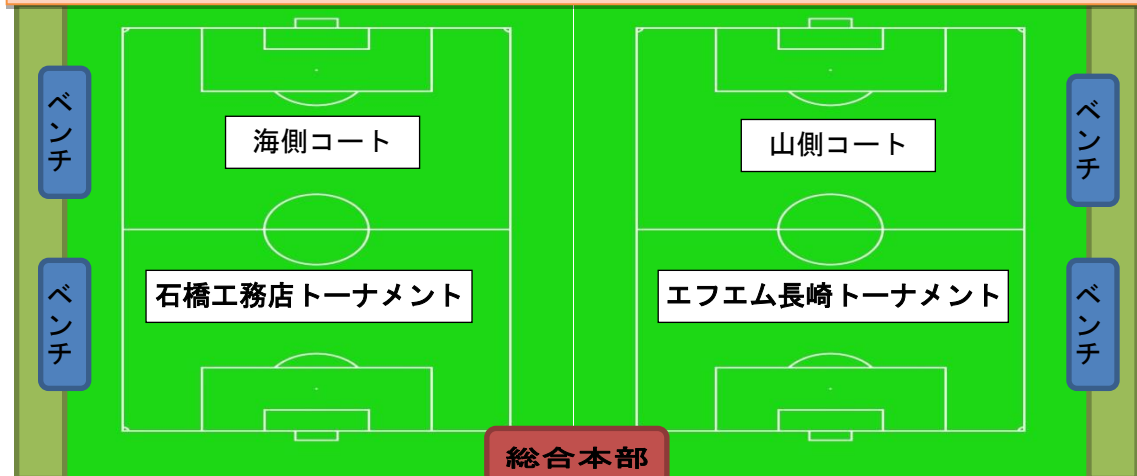 ベンチ
海側コート
山側コート
ベンチ
ベンチ
石橋工務店トーナメント
エフエム長崎トーナメント
ベンチ
総合本部